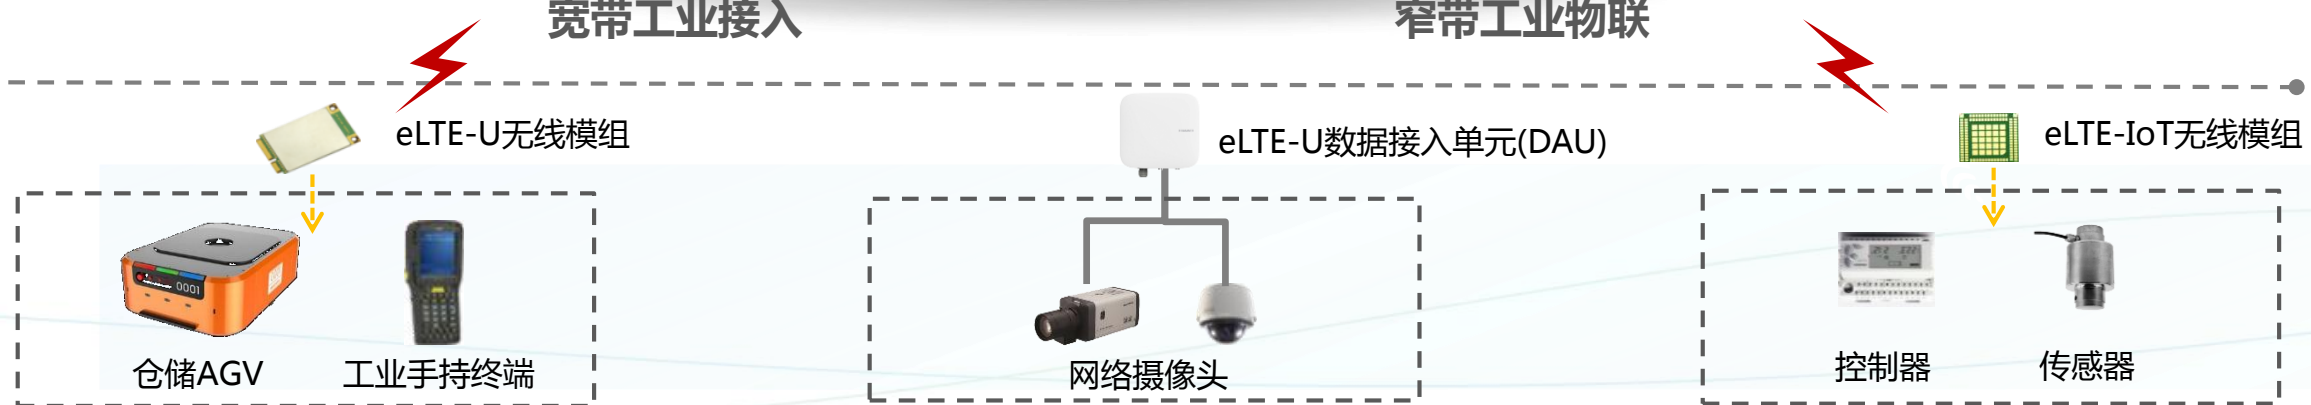 宽带工业接入
窄带工业物联
eLTE-U无线模组
eLTE-U数据接入单元(DAU)
eLTE-IoT无线模组
0001
仓储AGV
工业手持终端
网络摄像头
控制器
传感器